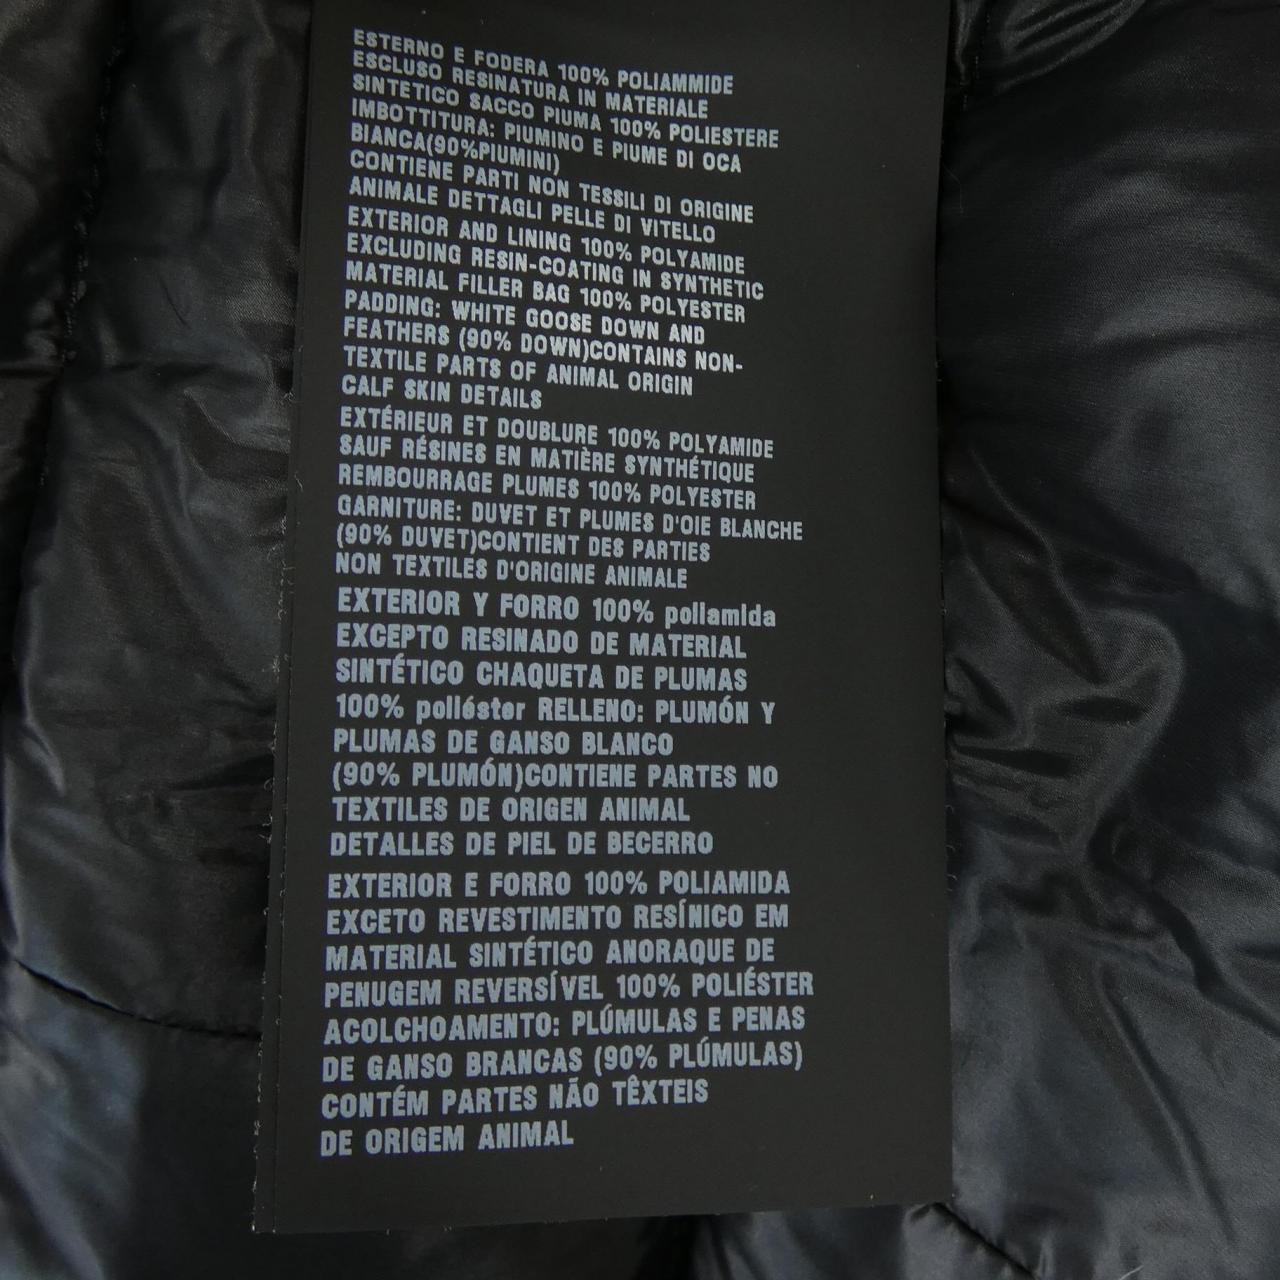 ESTERNO E FODERA 100% POLIAMMIDE
ESCLUSO RESINATURA IN MATERIALE
SINTETICO SACCO PIUMA 100% POLIESTERE
IMBOTTITURA: PIUMINO E PIUME DI OCA
BIANCA(90%PIUMINI)
CONTIENE PARTI NON TESSILI DI ORIGINE
ANIMALE DETTAGLI PELLE DI VITELLO
EXTERIOR AND LINING 100% POLYAMIDE
EXCLUDING RESIN-COATING IN SYNTHETIC
MATERIAL FILLER BAG 100% POLYESTER
PADDING: WHITE GOOSE DOWN AND
FEATHERS (90% DOWN)CONTAINS NON-
TEXTILE PARTS OF ANIMAL ORIGIN
CALF SKIN DETAILS
EXTÉRIEUR ET DOUBLURE 100% POLYAMIDE
SAUF RÉSINES EN MATIÈRE SYNTHÉTIQUE
REMBOURRAGE PLUMES 100% POLYESTER
GARNITURE: DUVET ET PLUMES D'OIE BLANCHE
(90% DUVET)CONTIENT DES PARTIES
NON TEXTILES D'ORIGINE ANIMALE
EXTERIOR Y FORRO 100% poliamida
EXCEPTO RESINADO DE MATERIAL
SINTÉTICO CHAQUETA DE PLUMAS
100% poliéster RELLENO: PLUMÓN Y
PLUMAS DE GANSO BLANCO
(90% PLUMÓN)CONTIENE PARTES NO
TEXTILES DE ORIGEN ANIMAL
DETALLES DE PIEL DE BECERRO
EXTERIOR E FORRO 100% POLIAMIDA
EXCETO REVESTIMENTO RESÍNICO EM
MATERIAL SINTÉTICO ANORAQUE DE
PENUGEM REVERSÍVEL 100% POLIÉSTER
ACOLCHOAMENTO: PLÚMULAS E PENAS
DE GANSO BRANCAS (90% PLÚMULAS)
CONTÉM PARTES NÃO TÊXTEIS
DE ORIGEM ANIMAL